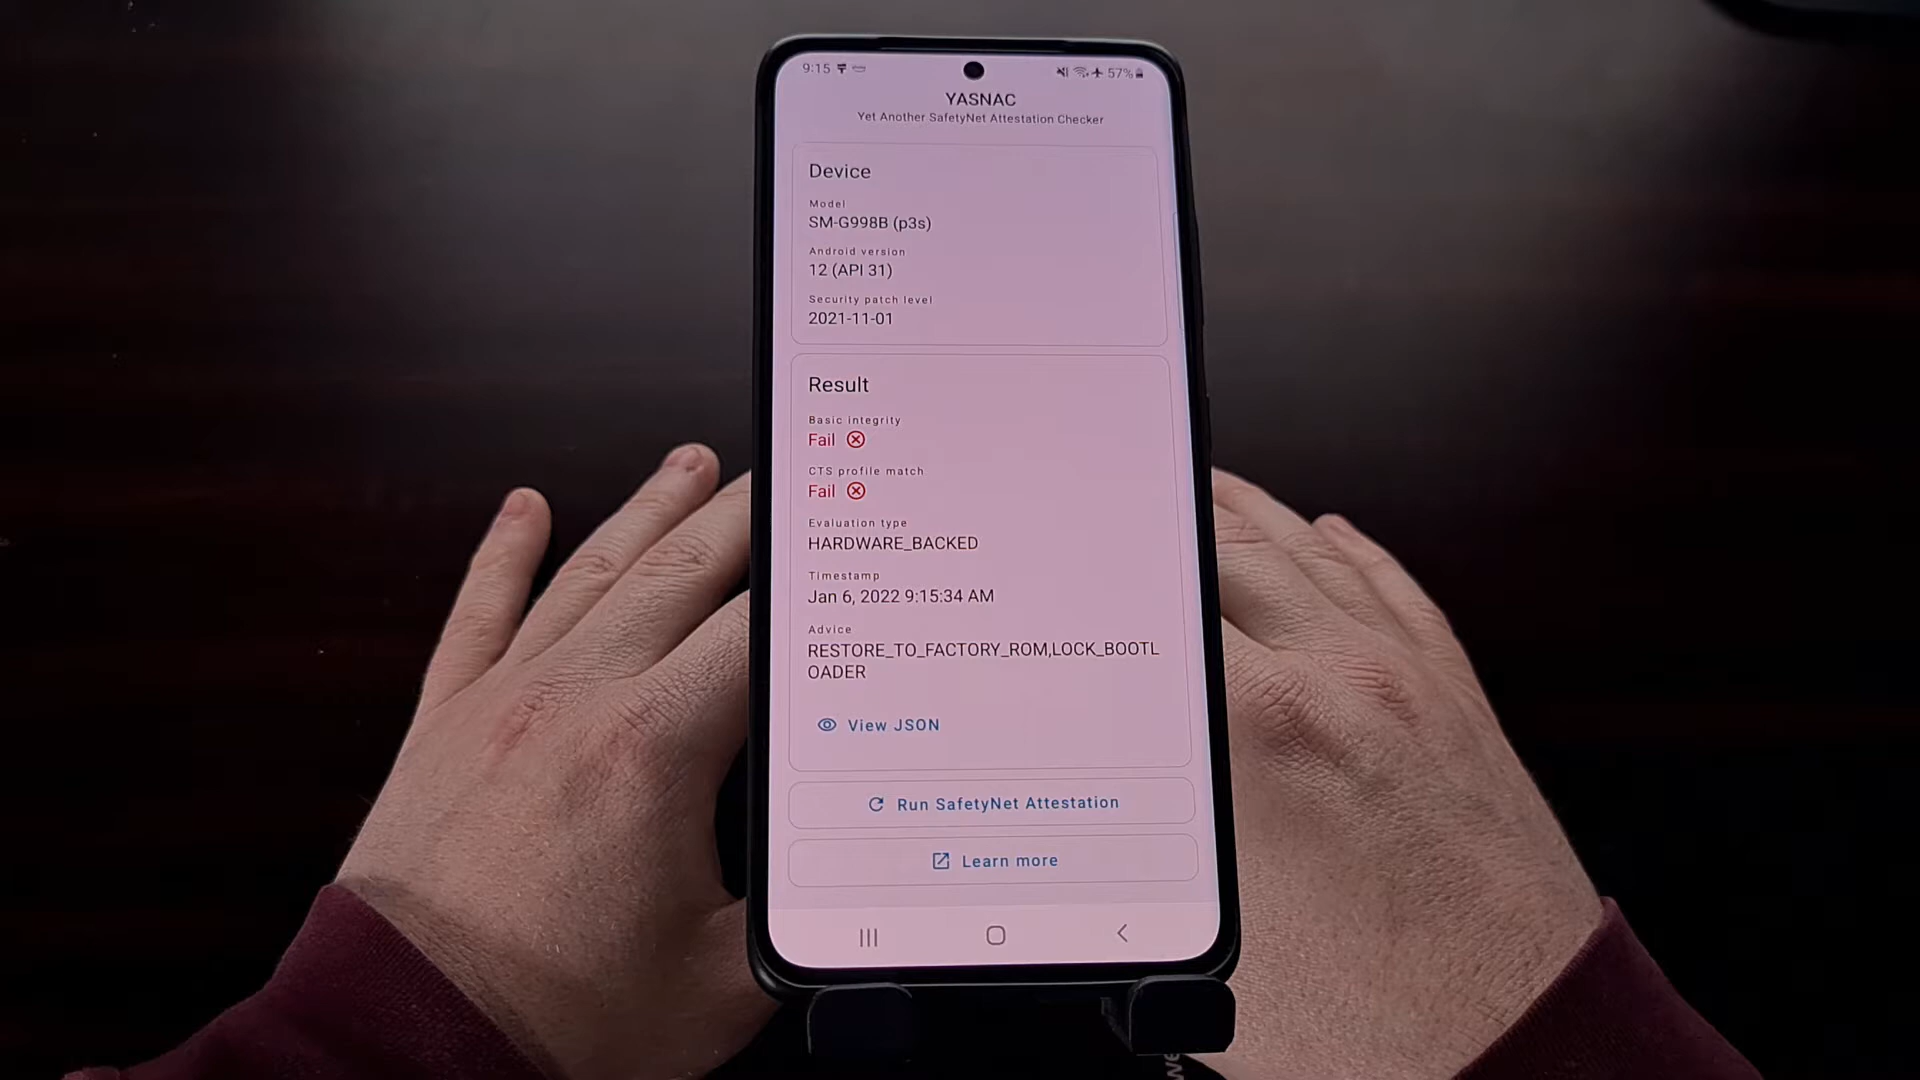 9:15 57%
YASNAC
Yet Another SafetyNet Attestation Checker
Device
Model
SM-G998B (p3s)
Android version
12 (API 31)
Security patch level
2021-11-01
Result
Basic integrity
Fail
CTS profile match
Fail
Evaluation type
HARDWARE_BACKED
Timestamp
Jan 6, 2022 9:15:34 AM
Advice
RESTORE_TO_FACTORY_ROM,LOCK_BOOTL
OADER
View JSON
Run SafetyNet Attestation
Learn more